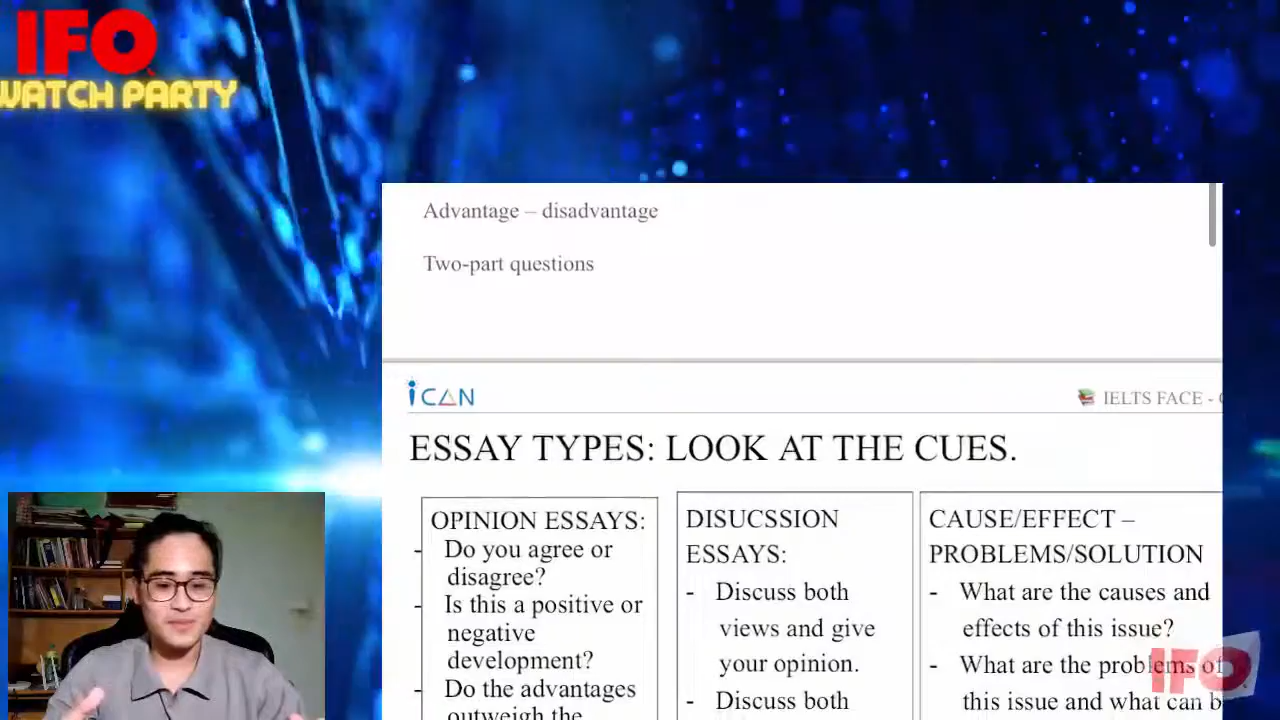 IFO
WATCH PARTY
Advantage – disadvantage
Two-part questions
iCAN
IELTS FACE -
ESSAY TYPES: LOOK AT THE CUES.
OPINION ESSAYS:
- Do you agree or
disagree?
- Is this a positive or
negative
development?
- Do the advantages
outweigh the
DISUCSSION
ESSAYS:
- Discuss both
views and give
your opinion.
- Discuss both
CAUSE/EFFECT –
PROBLEMS/SOLUTION
- What are the causes and
effects of this issue?
- What are the problems of
this issue and what can b
IFO